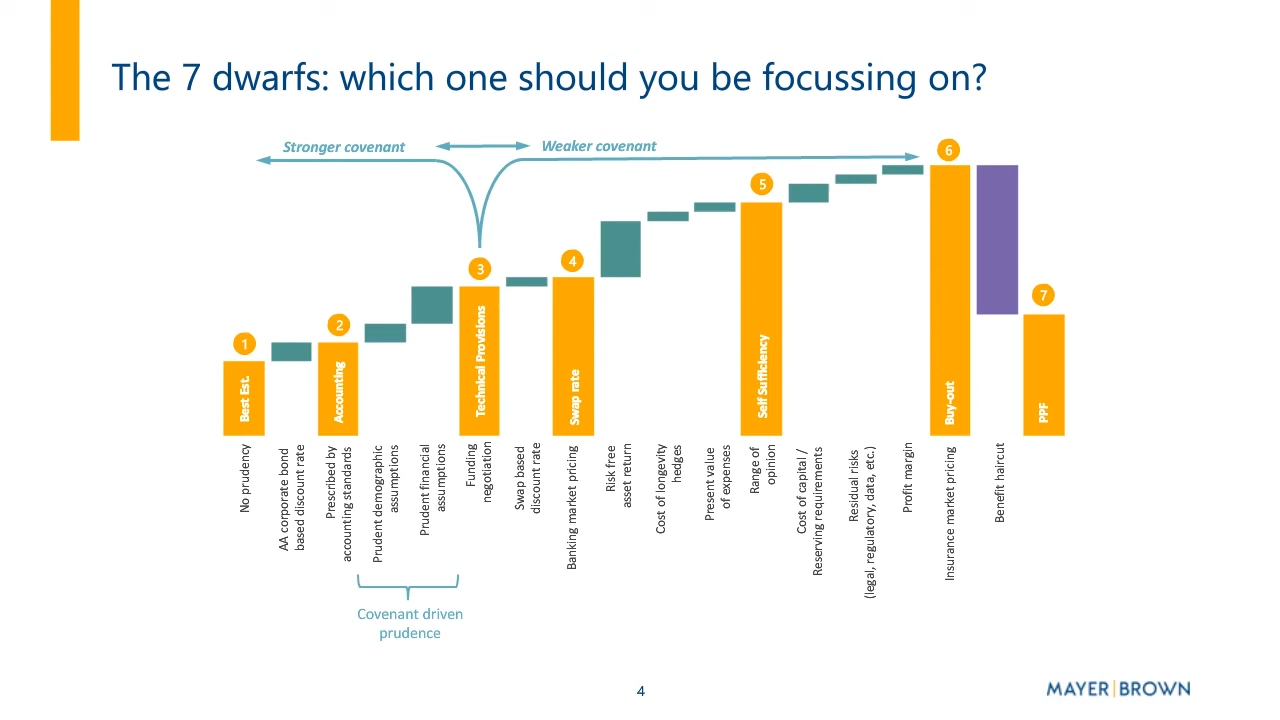 The 7 dwarfs: which one should you be focussing on?
Stronger covenant
Weaker covenant
1
2
3
4
5
6
7
Best Est.
Accounting
Technical Provisions
Swap rate
Self Sufficiency
Buy-out
PPF
No prudency
AA corporate bond
based discount rate
Prescribed by
accounting standards
Prudent demographic
assumptions
Prudent financial
assumptions
Funding
negotiation
Swap based
discount rate
Banking market pricing
Risk free
asset return
Cost of longevity
hedges
Present value
of expenses
Range of
opinion
Cost of capital /
Reserving requirements
Residual risks
(legal, regulatory, data, etc.)
Profit margin
Insurance market pricing
Benefit haircut
Covenant driven
prudence
4
MAYER|BROWN